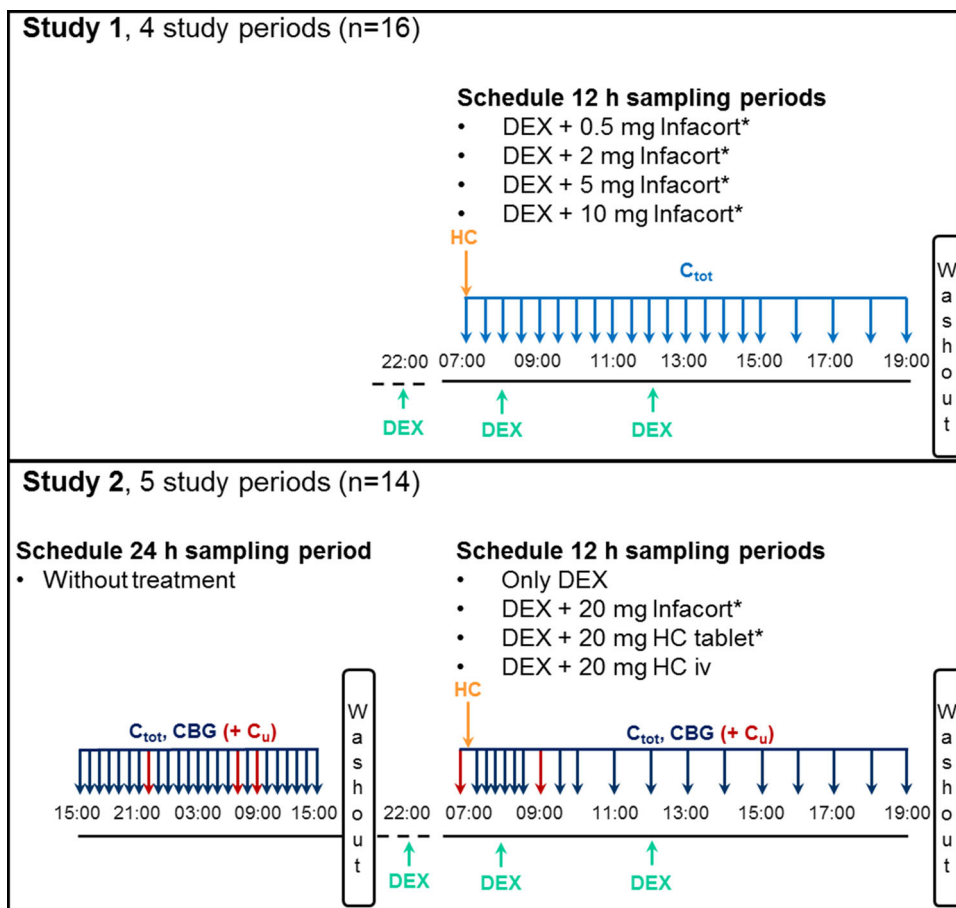 Study 1, 4 study periods (n=16)
Schedule 12 h sampling periods
• DEX + 0.5 mg Infacort*
• DEX + 2 mg Infacort*
• DEX + 5 mg Infacort*
• DEX + 10 mg Infacort*
HC
Ctot
22:00 07:00 09:00 11:00 13:00 15:00 17:00 19:00
DEX DEX DEX
Washout
Study 2, 5 study periods (n=14)
Schedule 24 h sampling period
• Without treatment
Ctot, CBG (+ Cu)
15:00 21:00 03:00 09:00 15:00
Washout
Schedule 12 h sampling periods
• Only DEX
• DEX + 20 mg Infacort*
• DEX + 20 mg HC tablet*
• DEX + 20 mg HC iv
HC
Ctot, CBG (+ Cu)
22:00 07:00 09:00 11:00 13:00 15:00 17:00 19:00
DEX DEX DEX
Washout